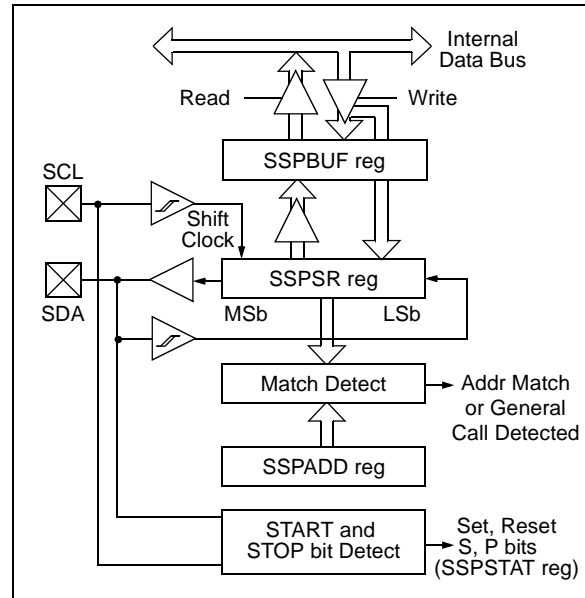 Internal
Data Bus
Read
Write
SSPBUF reg
SCL
Shift
Clock
SSPSR reg
SDA
MSb
LSb
Match Detect
Addr Match
or General
Call Detected
SSPADD reg
START and
STOP bit Detect
Set, Reset
S, P bits
(SSPSTAT reg)